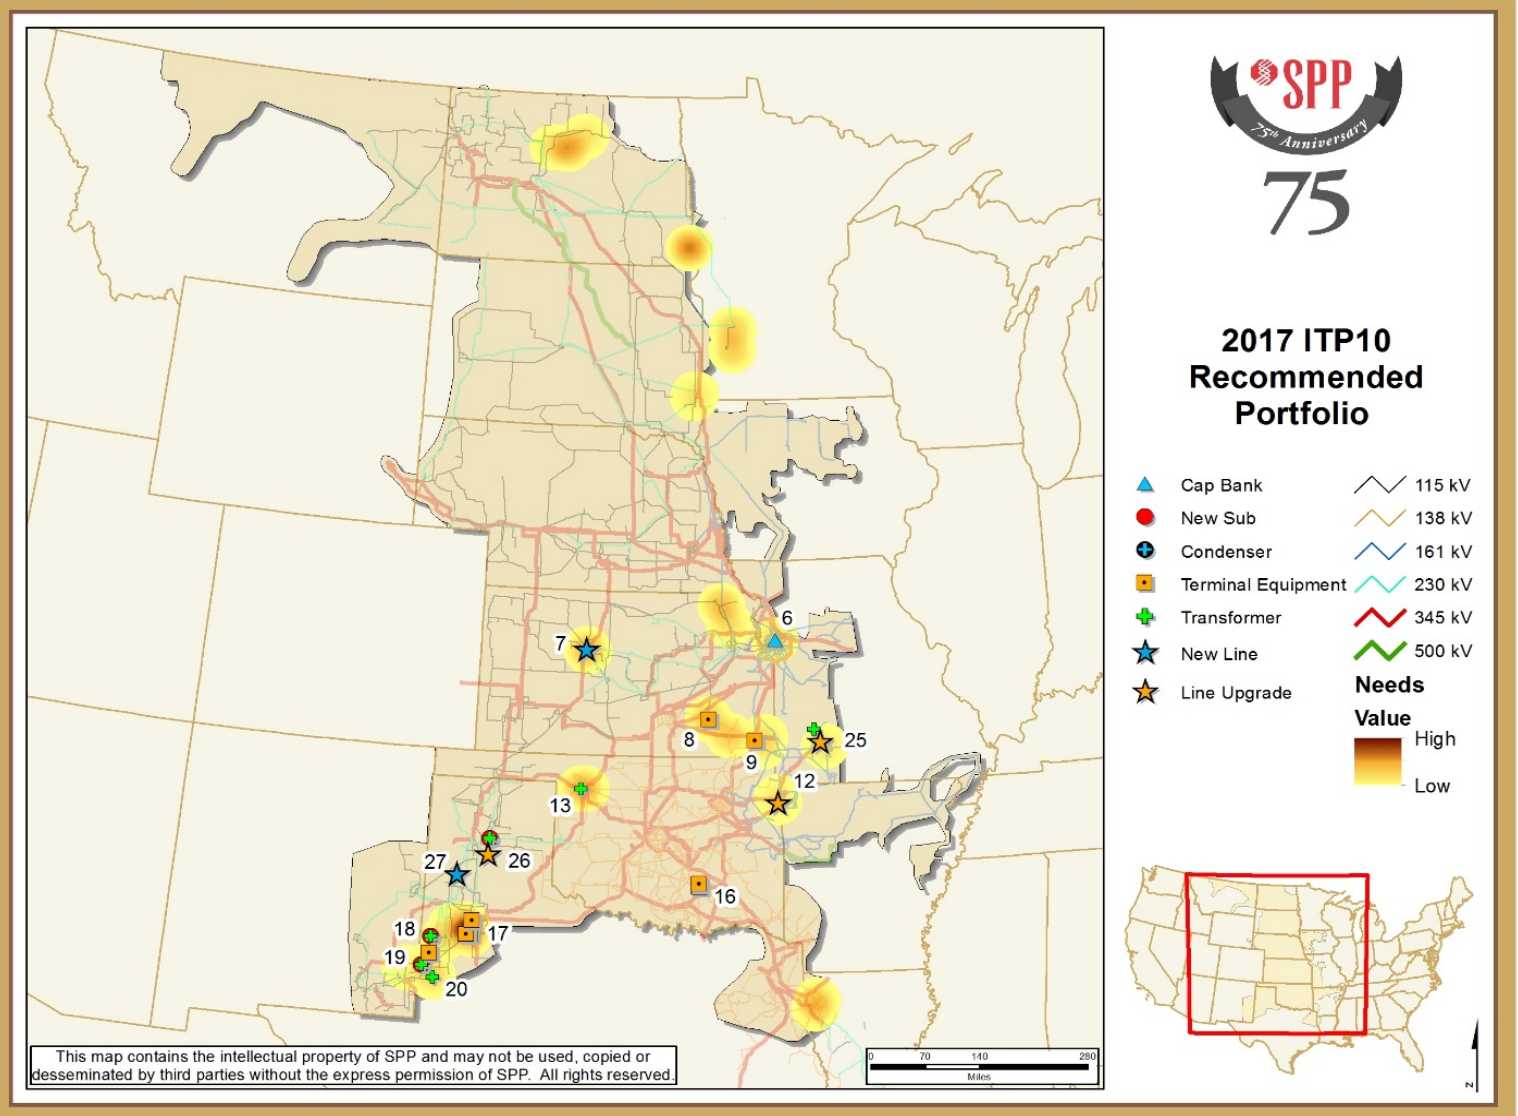 SPP
75th Anniversary
75
2017 ITP10
Recommended
Portfolio
Cap Bank
New Sub
Condenser
Terminal Equipment
Transformer
New Line
Line Upgrade
115 kV
138 kV
161 kV
230 kV
345 kV
500 kV
Needs
Value
High
Low
6
7
8
9
25
12
13
26
27
16
18
17
19
20
This map contains the intellectual property of SPP and may not be used, copied or
desseminated by third parties without the express permission of SPP. All rights reserved.
0 70 140 280
Miles
N